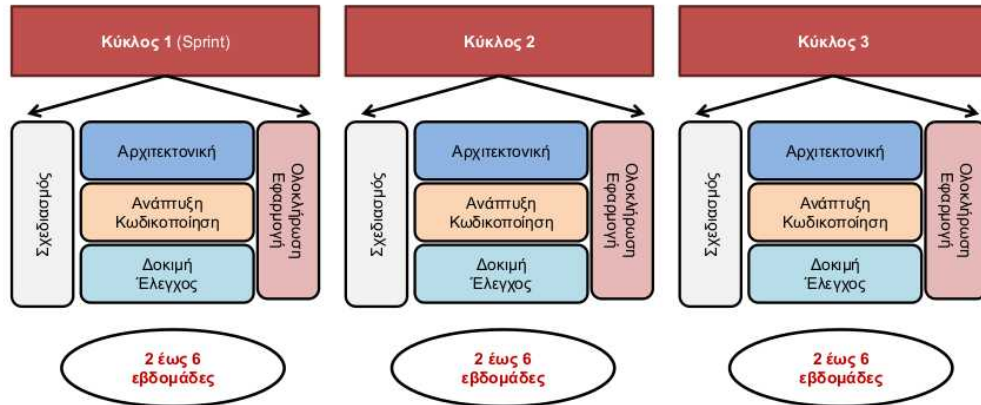 Κύκλος 1 (Sprint)
Σχεδιασμός
Αρχιτεκτονική
Ανάπτυξη
Κωδικοποίηση
Δοκιμή
Έλεγχος
Ολοκλήρωση
Εφαρμογή
2 έως 6
εβδομάδες
Κύκλος 2
Σχεδιασμός
Αρχιτεκτονική
Ανάπτυξη
Κωδικοποίηση
Δοκιμή
Έλεγχος
Ολοκλήρωση
Εφαρμογή
2 έως 6
εβδομάδες
Κύκλος 3
Σχεδιασμός
Αρχιτεκτονική
Ανάπτυξη
Κωδικοποίηση
Δοκιμή
Έλεγχος
Ολοκλήρωση
Εφαρμογή
2 έως 6
εβδομάδες